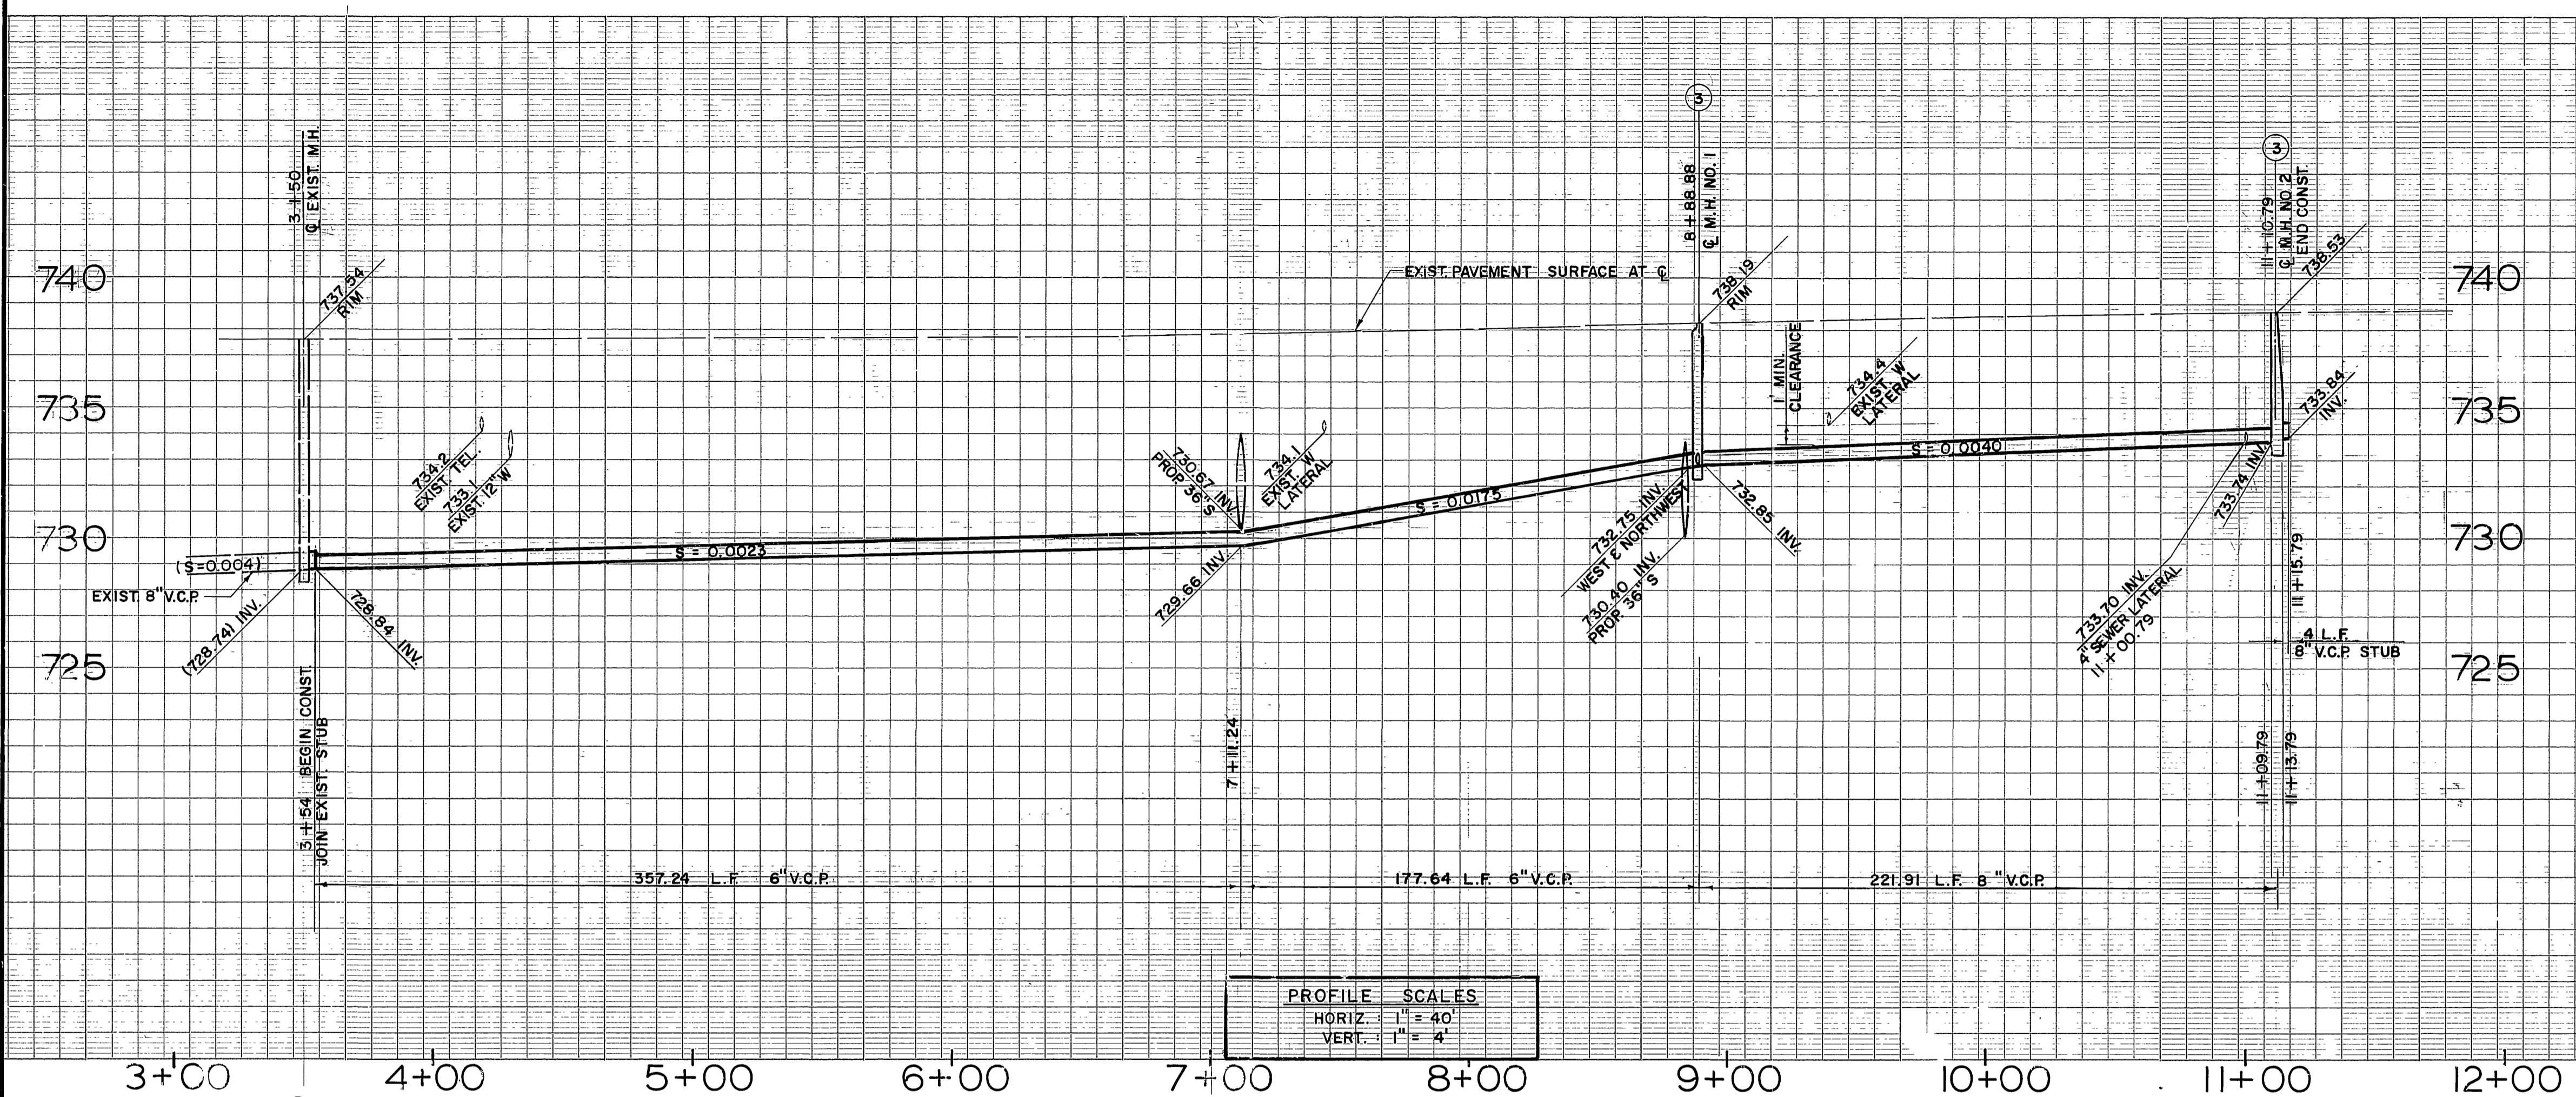 3
3
3+50
℄ EXIST. M.H.
8+88.88
℄ M.H. NO. 1
11+10.79
℄ M.H. NO. 2
END CONST.
740
740
737.54
RIM
EXIST. PAVEMENT SURFACE AT ℄
738.19
RIM
738.53
1' MIN.
CLEARANCE
735
735
734.2
EXIST. TEL.
733.1
EXIST. 12" W
730.67 INV.
PROP. 36" S
734.1
EXIST. W
LATERAL
734.4
EXIST. W
LATERAL
733.84
INV.
S = 0.0040
S = 0.0175
S = 0.0023
730
730
(S=0.004)
EXIST. 8" V.C.P.
(728.74) INV.
728.84 INV.
729.66 INV.
732.75 INV.
WEST & NORTHWEST
730.40 INV.
PROP. 36" S
732.85 INV.
733.74 INV.
733.70 INV.
4" SEWER LATERAL
11+00.79
11+15.79
4 L.F.
8" V.C.P. STUB
725
725
3+54 BEGIN CONST.
JOIN EXIST. STUB
7+11.24
11+09.79
11+13.79
357.24 L.F. 6" V.C.P.
177.64 L.F. 6" V.C.P.
221.91 L.F. 8" V.C.P.
PROFILE SCALES
HORIZ. : 1" = 40'
VERT. : 1" = 4'
3+00 4+00 5+00 6+00 7+00 8+00 9+00 10+00 11+00 12+00